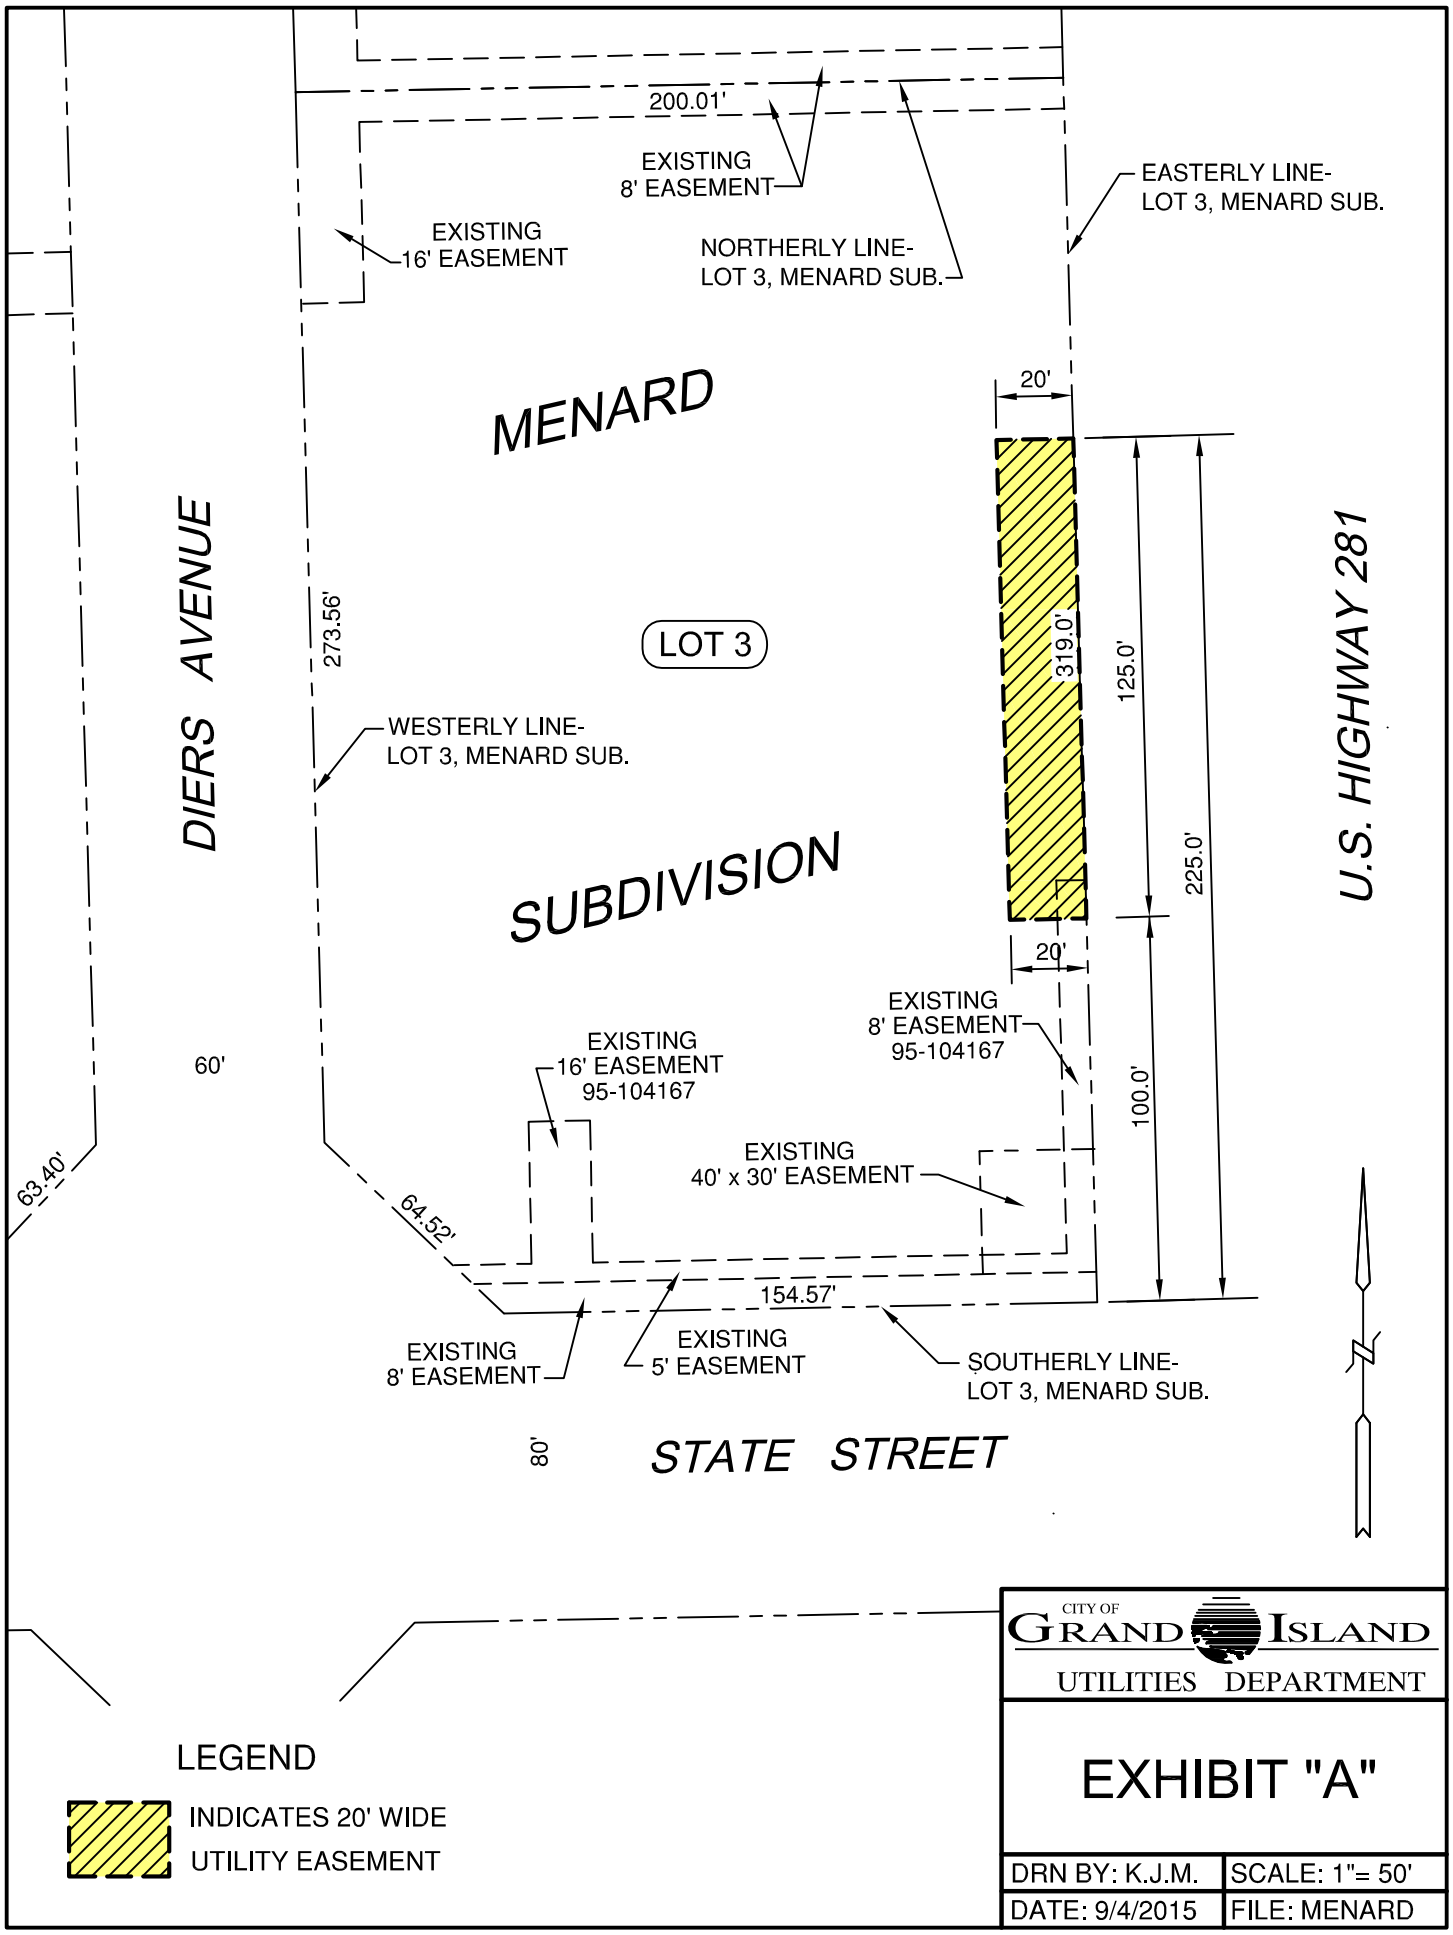 200.01'
EXISTING
8' EASEMENT
EASTERLY LINE-
LOT 3, MENARD SUB.
EXISTING
16' EASEMENT
NORTHERLY LINE-
LOT 3, MENARD SUB.
20'
MENARD
DIERS AVENUE
273.56'
LOT 3
319.0'
125.0'
225.0'
U.S. HIGHWAY 281
WESTERLY LINE-
LOT 3, MENARD SUB.
SUBDIVISION
20'
EXISTING
8' EASEMENT
95-104167
EXISTING
16' EASEMENT
95-104167
60'
100.0'
EXISTING
40' x 30' EASEMENT
63.40'
64.52'
154.57'
EXISTING
8' EASEMENT
EXISTING
5' EASEMENT
SOUTHERLY LINE-
LOT 3, MENARD SUB.
80'
STATE STREET
CITY OF
GRAND ISLAND
UTILITIES DEPARTMENT
EXHIBIT "A"
LEGEND
INDICATES 20' WIDE
UTILITY EASEMENT
DRN BY: K.J.M.
SCALE: 1"= 50'
DATE: 9/4/2015
FILE: MENARD